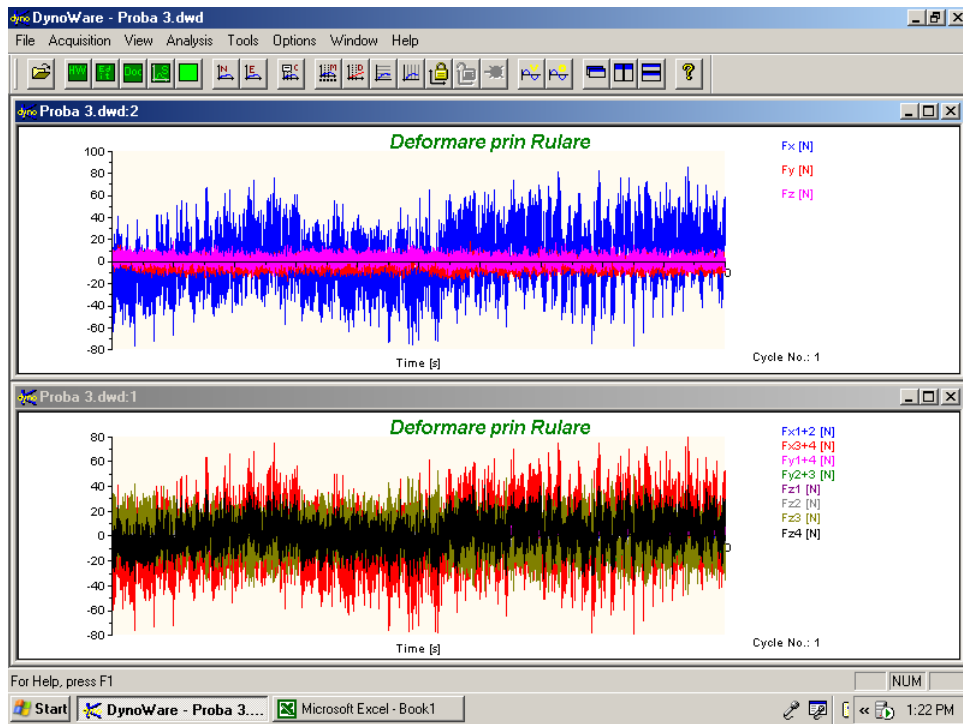 DynoWare - Proba 3.dwd
File Acquisition View Analysis Tools Options Window Help
Proba 3.dwd:2
Deformare prin Rulare
100
80
60
40
20
0
-20
-40
-60
-80
Time [s]
Fx [N]
Fy [N]
Fz [N]
Cycle No.: 1
Proba 3.dwd:1
Deformare prin Rulare
80
60
40
20
0
-20
-40
-60
-80
Time [s]
Fx1+2 [N]
Fx3+4 [N]
Fy1+4 [N]
Fy2+3 [N]
Fz1 [N]
Fz2 [N]
Fz3 [N]
Fz4 [N]
Cycle No.: 1
For Help, press F1
NUM
Start
DynoWare - Proba 3....
Microsoft Excel - Book1
1:22 PM